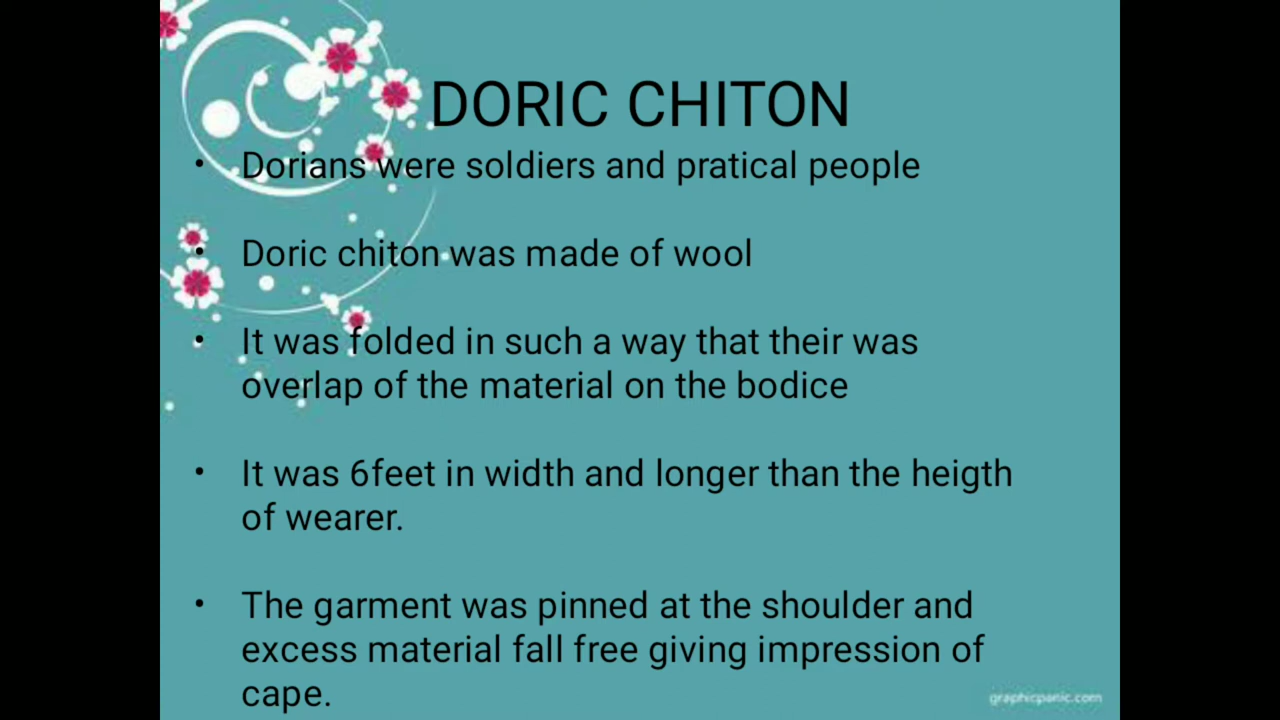 DORIC CHITON
• Dorians were soldiers and pratical people
• Doric chiton was made of wool
• It was folded in such a way that their was
overlap of the material on the bodice
• It was 6feet in width and longer than the heigth
of wearer.
• The garment was pinned at the shoulder and
excess material fall free giving impression of
cape.
graphicpanic.com